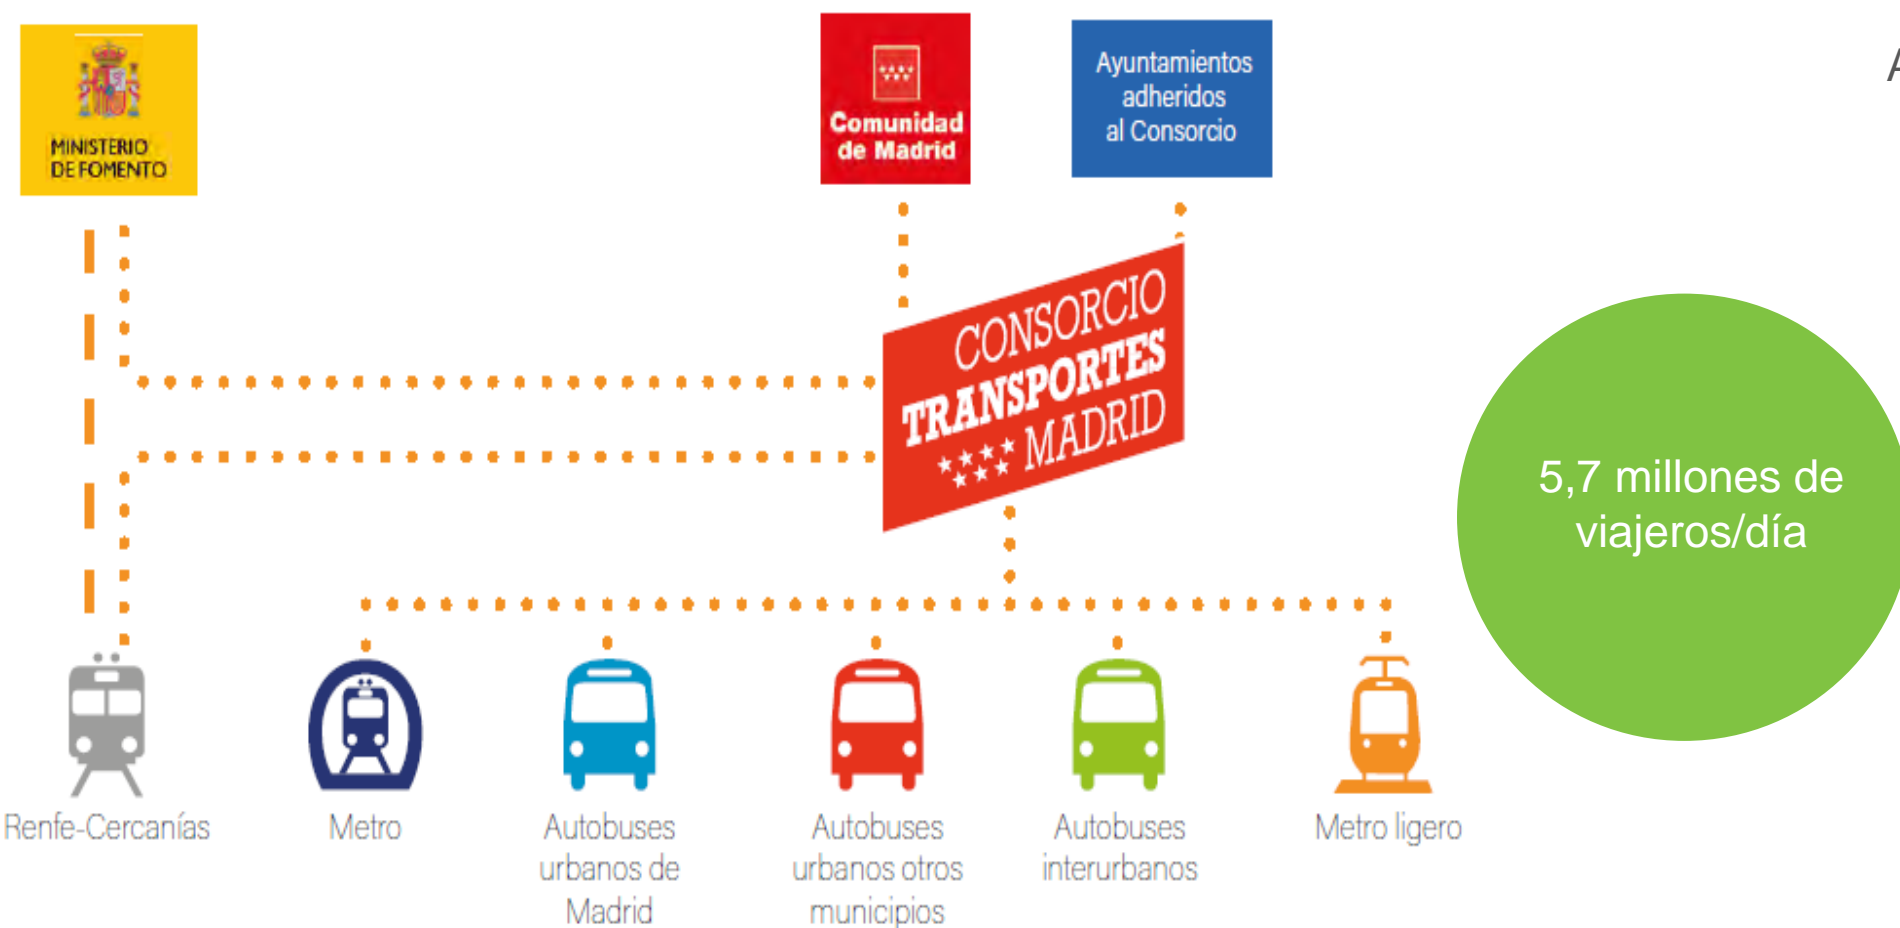 MINISTERIO
DE FOMENTO
Comunidad
de Madrid
Ayuntamientos
adheridos
al Consorcio
A
CONSORCIO
TRANSPORTES
MADRID
5,7 millones de
viajeros/día
Renfe-Cercanías
Metro
Autobuses
urbanos de
Madrid
Autobuses
urbanos otros
municipios
Autobuses
interurbanos
Metro ligero